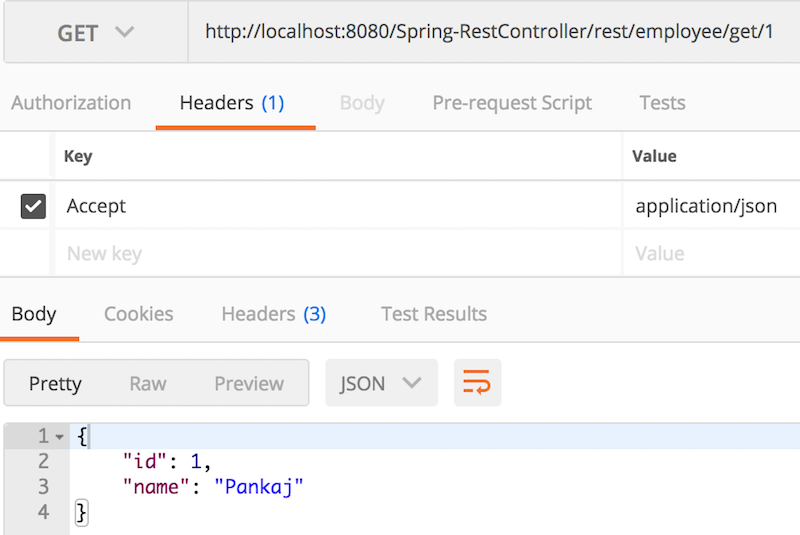 GET http://localhost:8080/Spring-RestController/rest/employee/get/1
Authorization Headers (1) Body Pre-request Script Tests
Key Value
Accept application/json
New key Value
Body Cookies Headers (3) Test Results
Pretty Raw Preview JSON
1 {
2 "id": 1,
3 "name": "Pankaj"
4 }